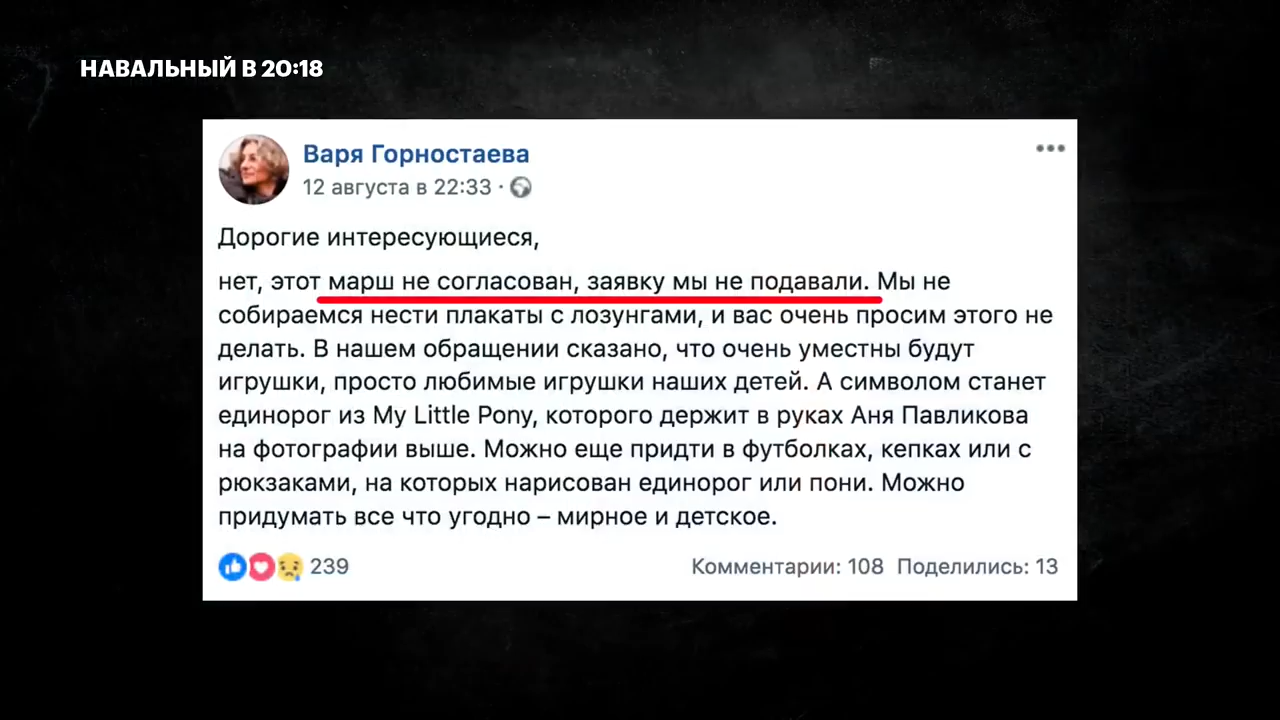 НАВАЛЬНЫЙ В 20:18
Варя Горностаева
12 августа в 22:33 ·
Дорогие интересующиеся,
нет, этот марш не согласован, заявку мы не подавали. Мы не
собираемся нести плакаты с лозунгами, и вас очень просим этого не
делать. В нашем обращении сказано, что очень уместны будут
игрушки, просто любимые игрушки наших детей. А символом станет
единорог из My Little Pony, которого держит в руках Аня Павликова
на фотографии выше. Можно еще придти в футболках, кепках или с
рюкзаками, на которых нарисован единорог или пони. Можно
придумать все что угодно – мирное и детское.
239 Комментарии: 108 Поделились: 13